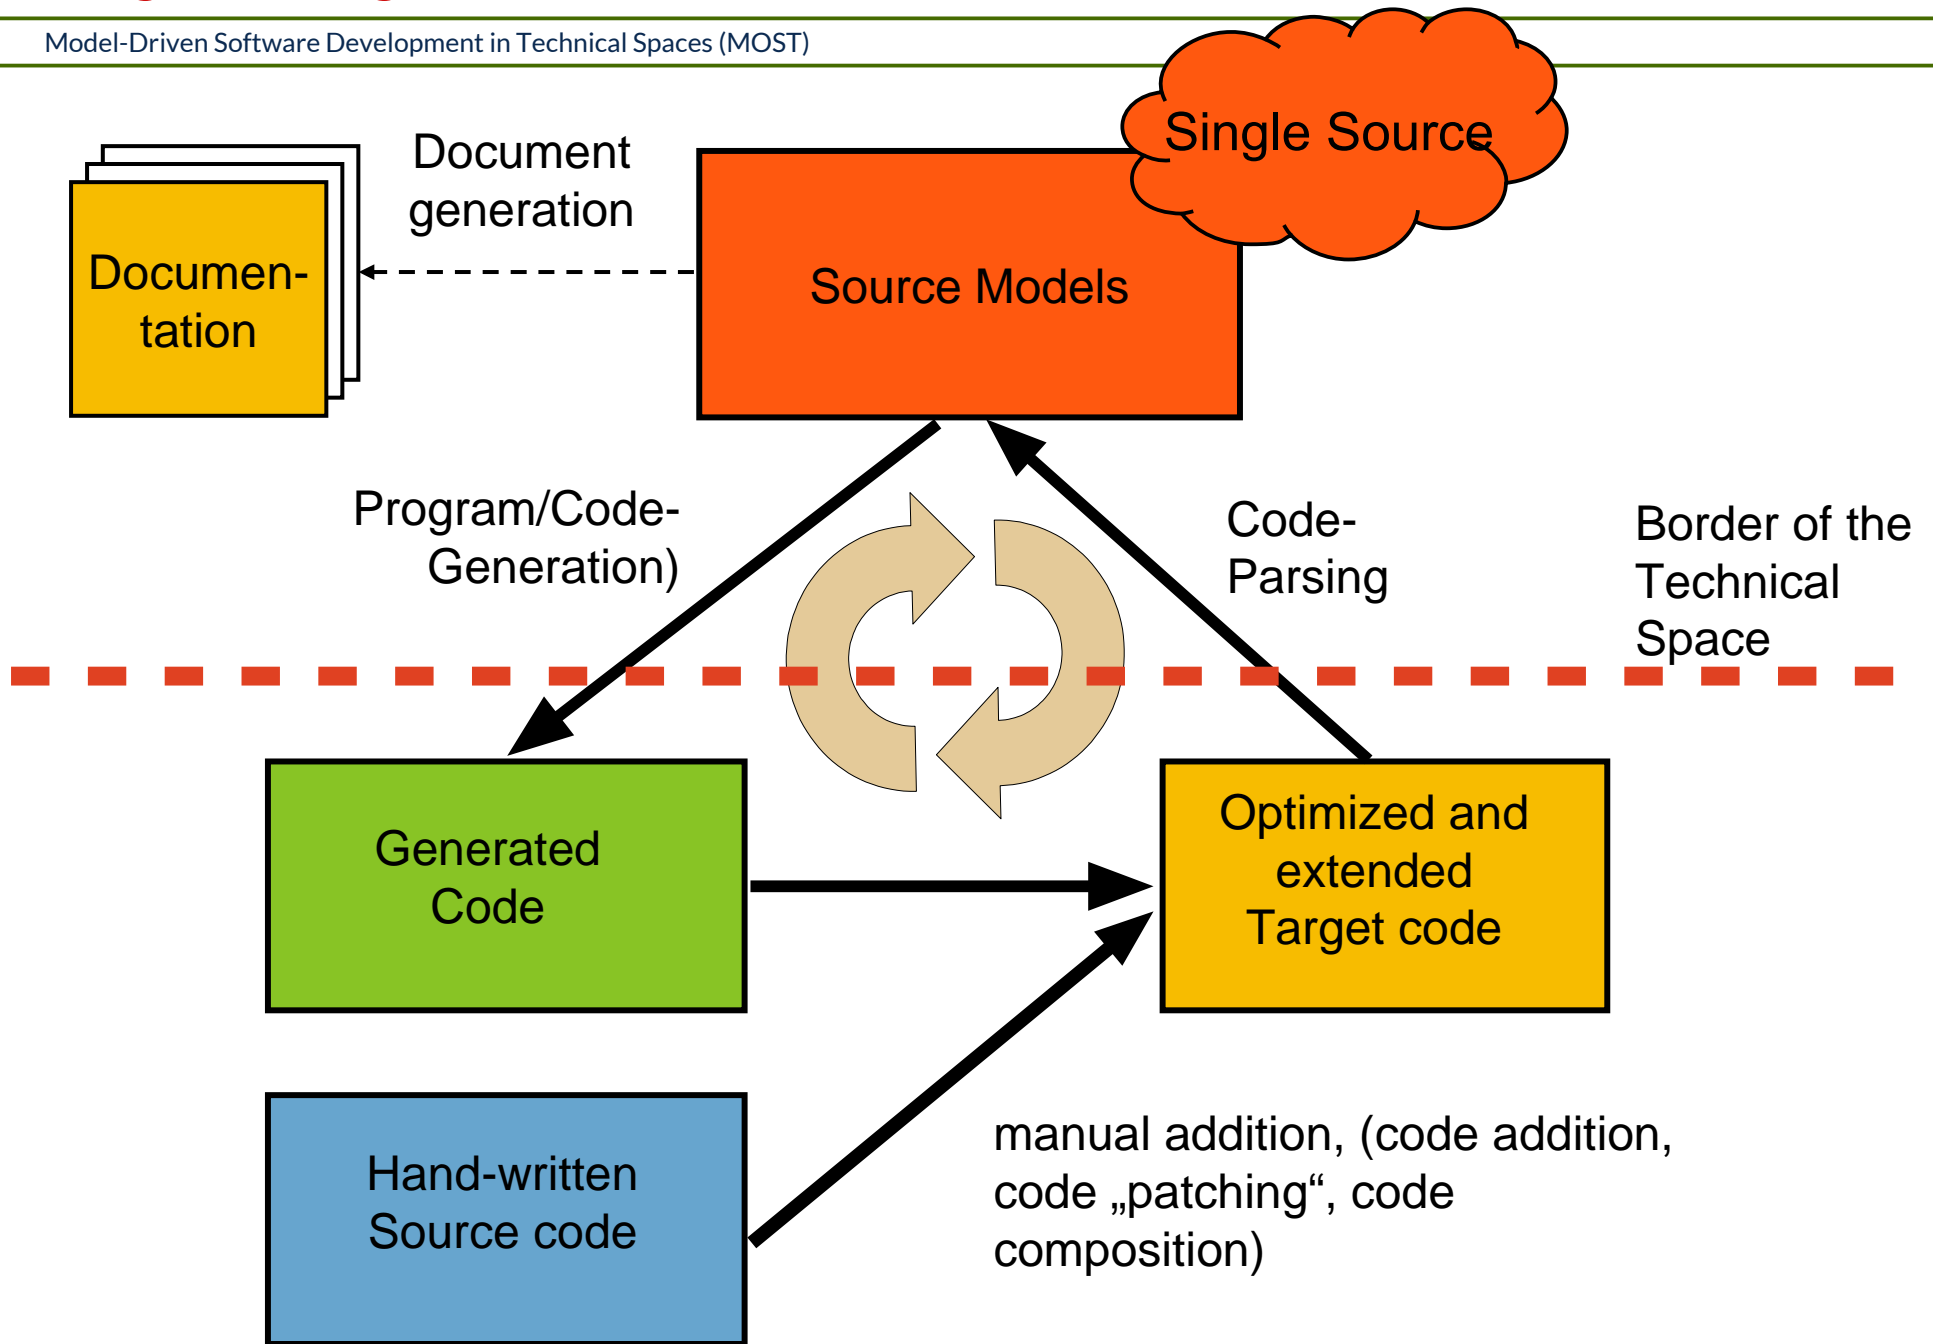 Model-Driven Software Development in Technical Spaces (MOST)
Single Source
Document
generation
Documen-
tation
Source Models
Program/Code-
Generation)
Code-
Parsing
Border of the
Technical
Space
Generated
Code
Optimized and
extended
Target code
Hand-written
Source code
manual addition, (code addition,
code „patching“, code
composition)